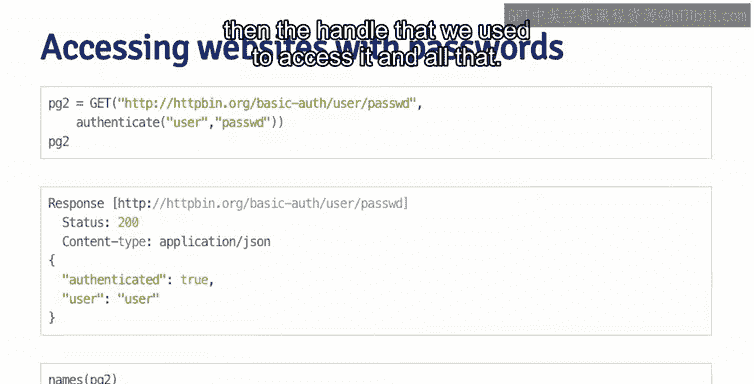 then the handle that we used
to access it and all that.
Accessing websites with passwords
pg2 = GET("http://httpbin.org/basic-auth/user/passwd",
    authenticate("user","passwd"))
pg2
Response [http://httpbin.org/basic-auth/user/passwd]
  Status: 200
  Content-type: application/json
{
  "authenticated": true,
  "user": "user"
}
names(pg2)